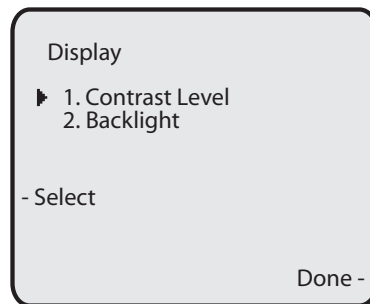 Display
1. Contrast Level
2. Backlight
- Select
Done -